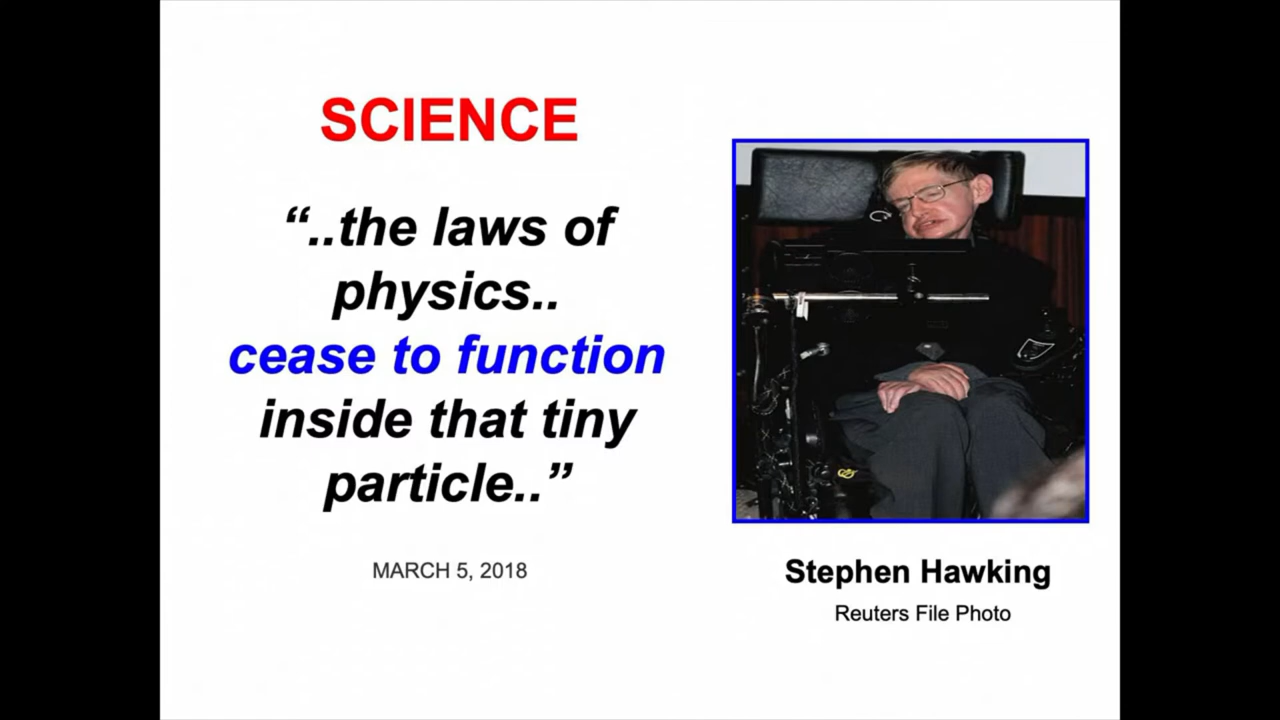 SCIENCE
“..the laws of
physics..
cease to function
inside that tiny
particle..”
MARCH 5, 2018
Stephen Hawking
Reuters File Photo